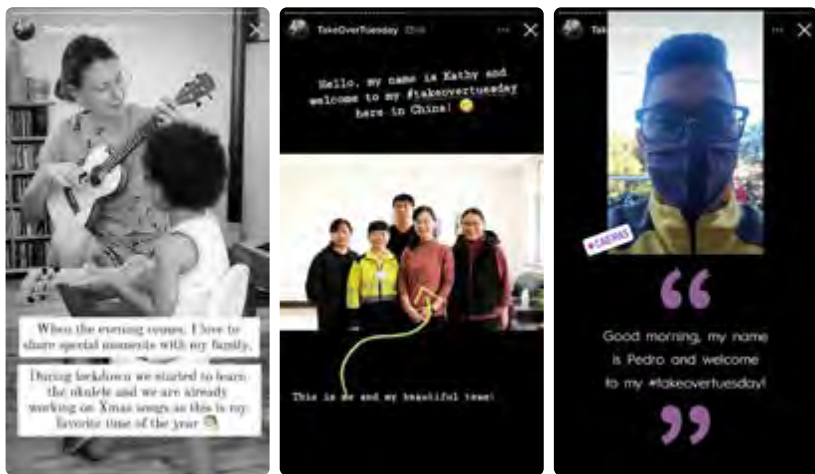 TakeOverTuesday
When the evening comes, I love to
share special moments with my family.
During lockdown we started to learn
the ukulele and we are already
working on Xmas songs as this is my
favorite time of the year
TakeOverTuesday
Hello, my name is Kathy and
welcome to my #takeovertuesday
here in China!
This is me and my beautiful team!
“
Good morning, my name
is Pedro and welcome
to my #takeovertuesday!
”